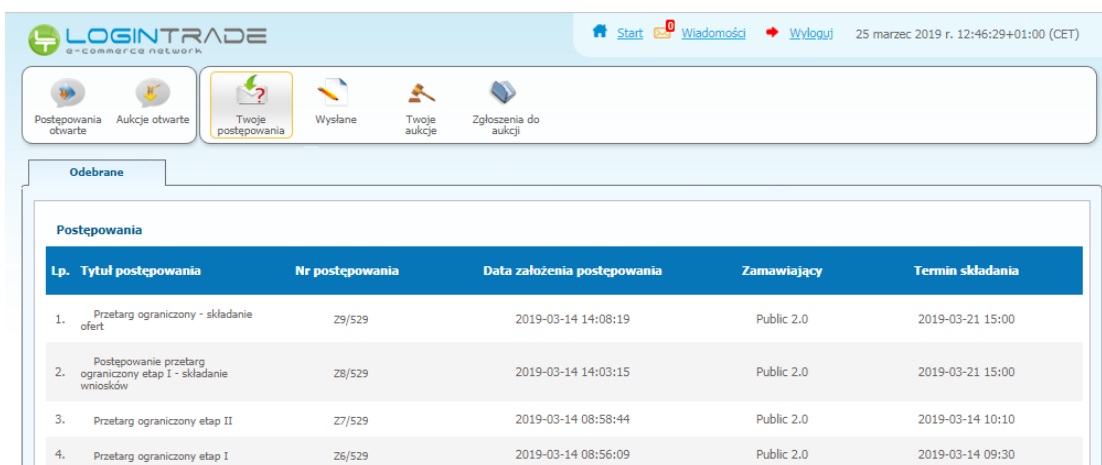 LOGINTRADE
e-commerce network
Start 0 Wiadomości Wyloguj 25 marzec 2019 r. 12:46:29+01:00 (CET)
Postępowania otwarte
Aukcje otwarte
Twoje postępowania
Wysłane
Twoje aukcje
Zgłoszenia do aukcji
Odebrane
Postępowania
Lp. Tytuł postępowania Nr postępowania Data założenia postępowania Zamawiający Termin składania
1. Przetarg ograniczony - składanie
ofert Z9/529 2019-03-14 14:08:19 Public 2.0 2019-03-21 15:00
Postępowanie przetarg
2. ograniczony etap I - składanie Z8/529 2019-03-14 14:03:15 Public 2.0 2019-03-21 15:00
wniosków
3. Przetarg ograniczony etap II Z7/529 2019-03-14 08:58:44 Public 2.0 2019-03-14 10:10
4. Przetarg ograniczony etap I Z6/529 2019-03-14 08:56:09 Public 2.0 2019-03-14 09:30